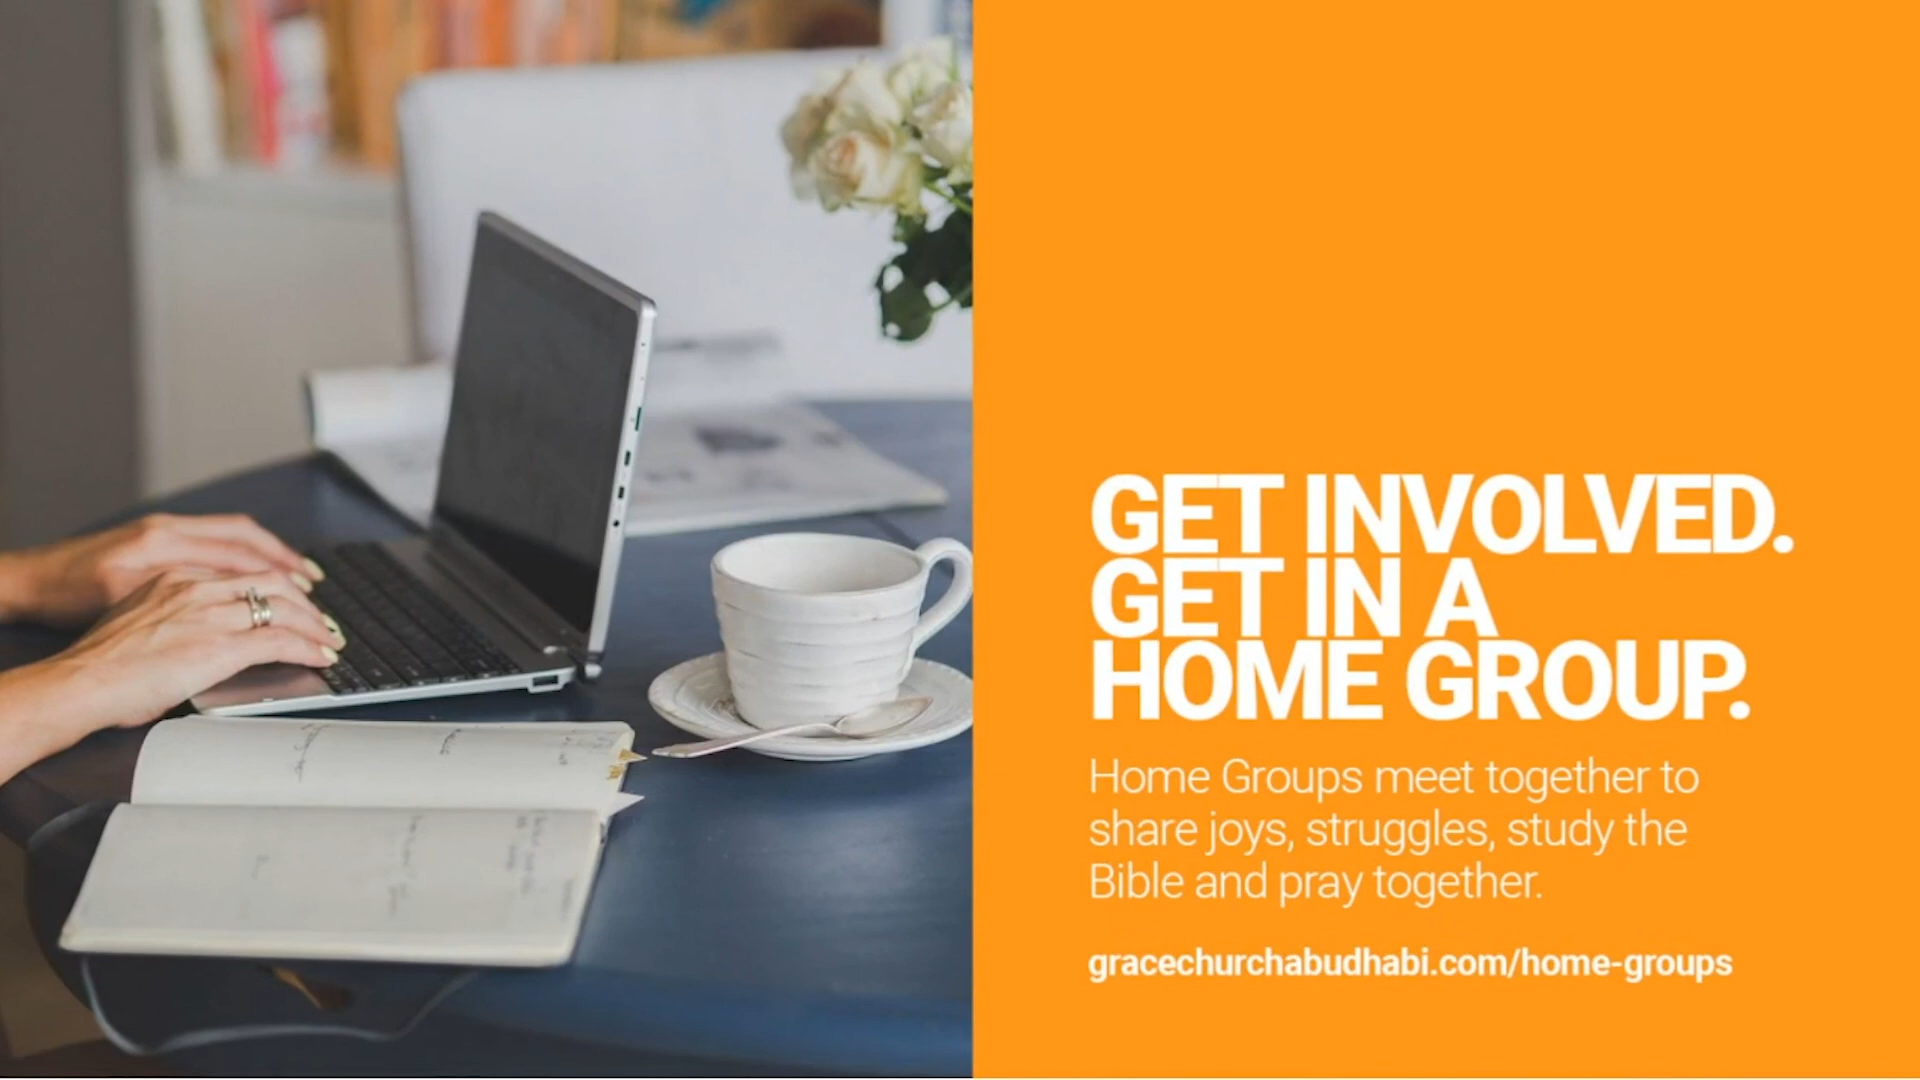 GET INVOLVED.
GET IN A
HOME GROUP.
Home Groups meet together to
share joys, struggles, study the
Bible and pray together.
gracechurchabudhabi.com/home-groups